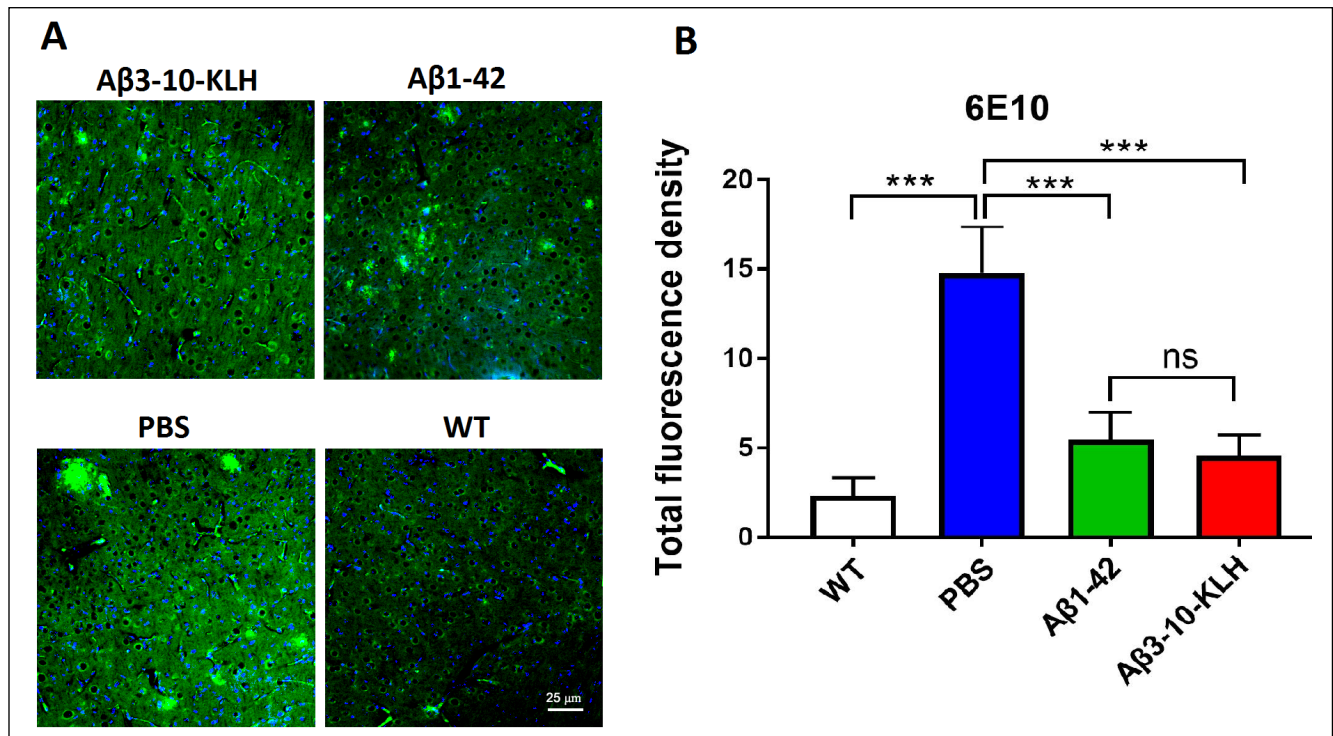 A
Aβ3-10-KLH
Aβ1-42
PBS
WT
25 μm
B
6E10
Total fluorescence density
20
15
10
5
0
***
***
***
ns
WT
PBS
Aβ1-42
Aβ3-10-KLH